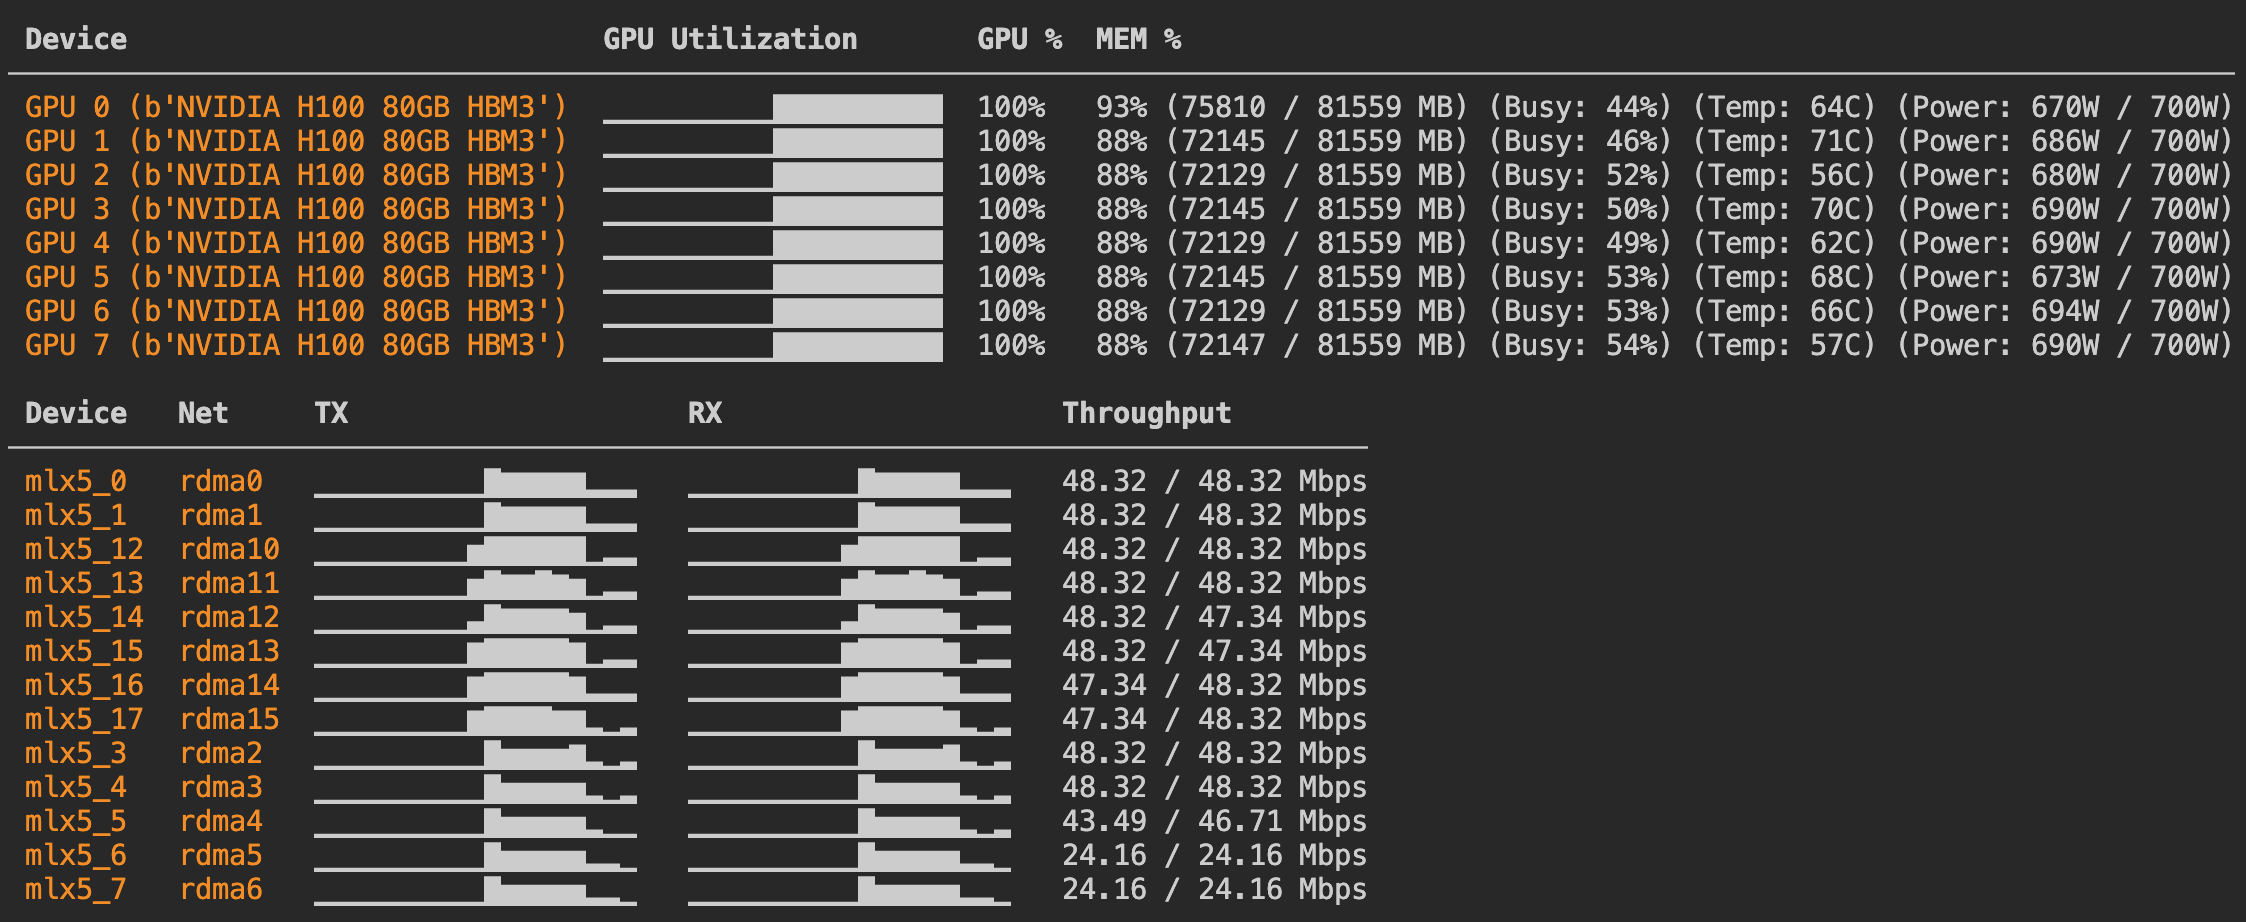 Device GPU Utilization GPU % MEM %
GPU 0 (b'NVIDIA H100 80GB HBM3') 100% 93% (75810 / 81559 MB) (Busy: 44%) (Temp: 64C) (Power: 670W / 700W)
GPU 1 (b'NVIDIA H100 80GB HBM3') 100% 88% (72145 / 81559 MB) (Busy: 46%) (Temp: 71C) (Power: 686W / 700W)
GPU 2 (b'NVIDIA H100 80GB HBM3') 100% 88% (72129 / 81559 MB) (Busy: 52%) (Temp: 56C) (Power: 680W / 700W)
GPU 3 (b'NVIDIA H100 80GB HBM3') 100% 88% (72145 / 81559 MB) (Busy: 50%) (Temp: 70C) (Power: 690W / 700W)
GPU 4 (b'NVIDIA H100 80GB HBM3') 100% 88% (72129 / 81559 MB) (Busy: 49%) (Temp: 62C) (Power: 690W / 700W)
GPU 5 (b'NVIDIA H100 80GB HBM3') 100% 88% (72145 / 81559 MB) (Busy: 53%) (Temp: 68C) (Power: 673W / 700W)
GPU 6 (b'NVIDIA H100 80GB HBM3') 100% 88% (72129 / 81559 MB) (Busy: 53%) (Temp: 66C) (Power: 694W / 700W)
GPU 7 (b'NVIDIA H100 80GB HBM3') 100% 88% (72147 / 81559 MB) (Busy: 54%) (Temp: 57C) (Power: 690W / 700W)
Device Net TX RX Throughput
mlx5_0 rdma0 48.32 / 48.32 Mbps
mlx5_1 rdma1 48.32 / 48.32 Mbps
mlx5_12 rdma10 48.32 / 48.32 Mbps
mlx5_13 rdma11 48.32 / 48.32 Mbps
mlx5_14 rdma12 48.32 / 47.34 Mbps
mlx5_15 rdma13 48.32 / 47.34 Mbps
mlx5_16 rdma14 47.34 / 48.32 Mbps
mlx5_17 rdma15 47.34 / 48.32 Mbps
mlx5_3 rdma2 48.32 / 48.32 Mbps
mlx5_4 rdma3 48.32 / 48.32 Mbps
mlx5_5 rdma4 43.49 / 46.71 Mbps
mlx5_6 rdma5 24.16 / 24.16 Mbps
mlx5_7 rdma6 24.16 / 24.16 Mbps